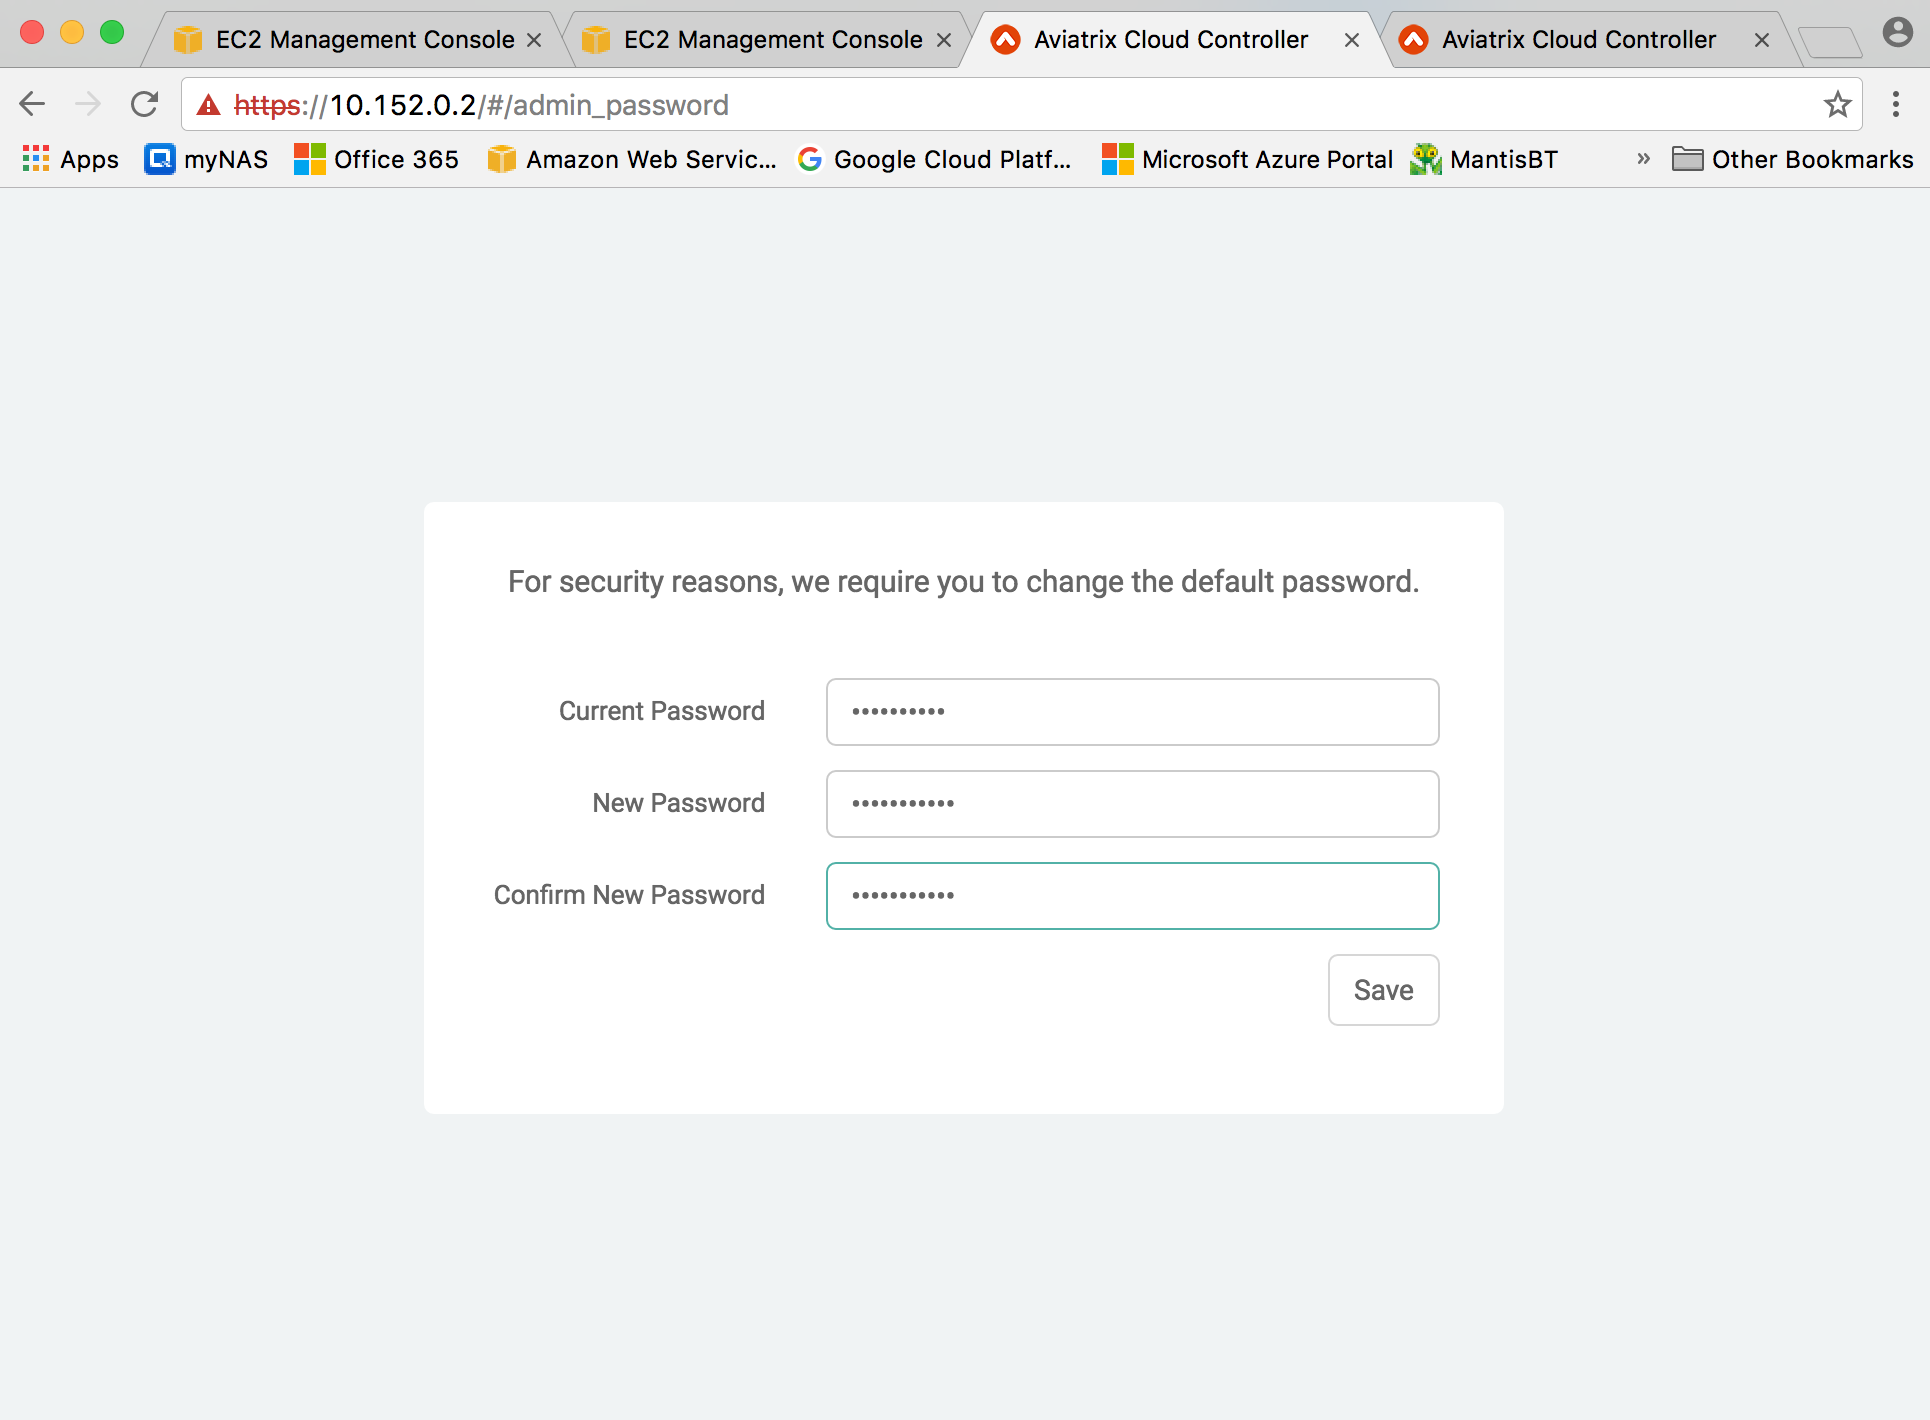 EC2 Management Console
EC2 Management Console
Aviatrix Cloud Controller
Aviatrix Cloud Controller
https://10.152.0.2/#/admin_password
Apps myNAS Office 365 Amazon Web Servic... Google Cloud Platf... Microsoft Azure Portal MantisBT » Other Bookmarks
For security reasons, we require you to change the default password.
Current Password ••••••••••
New Password •••••••••••
Confirm New Password •••••••••••
Save